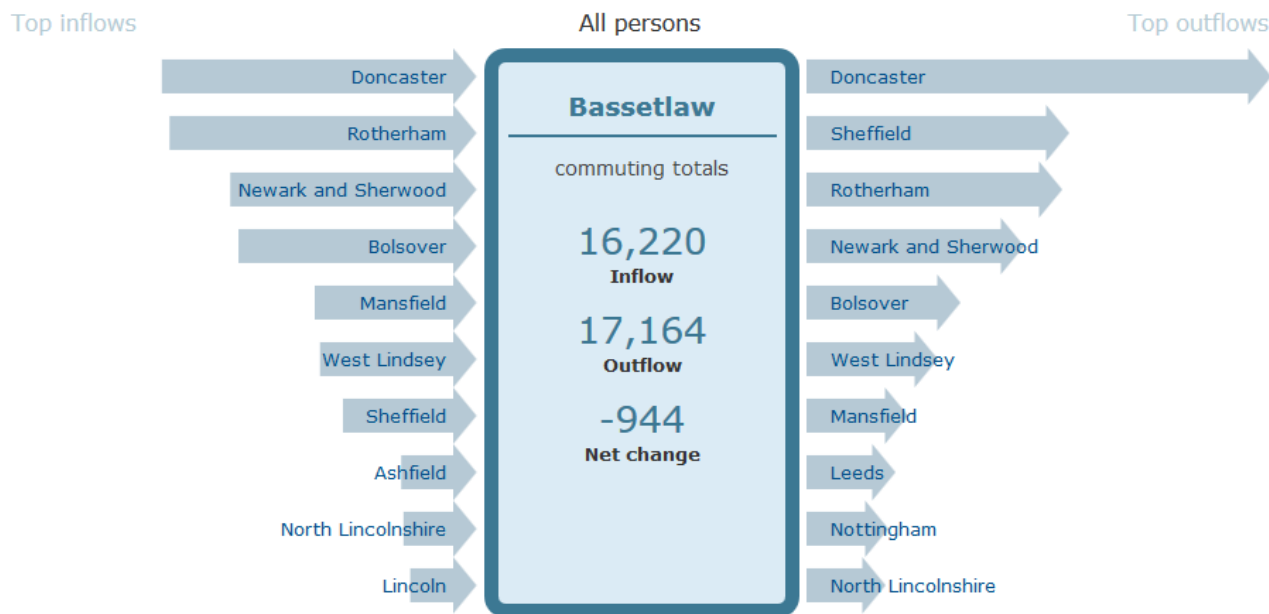 Top inflows
All persons
Top outflows
Doncaster
Rotherham
Newark and Sherwood
Bolsover
Mansfield
West Lindsey
Sheffield
Ashfield
North Lincolnshire
Lincoln
Bassetlaw
commuting totals
16,220
Inflow
17,164
Outflow
-944
Net change
Doncaster
Sheffield
Rotherham
Newark and Sherwood
Bolsover
West Lindsey
Mansfield
Leeds
Nottingham
North Lincolnshire